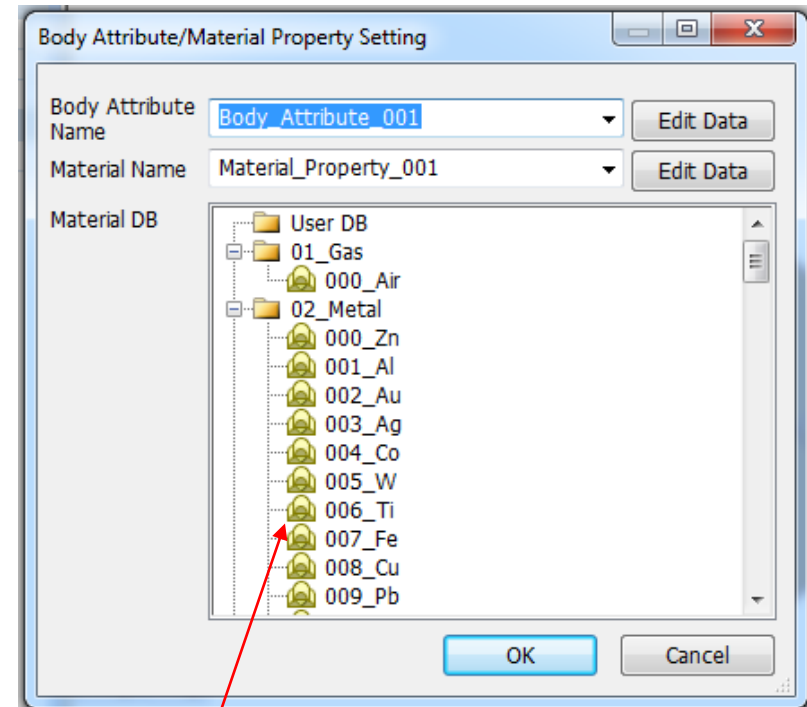 Body Attribute/Material Property Setting
Body Attribute Name
Body_Attribute_001
Edit Data
Material Name
Material_Property_001
Edit Data
Material DB
User DB
01_Gas
000_Air
02_Metal
000_Zn
001_Al
002_Au
003_Ag
004_Co
005_W
006_Ti
007_Fe
008_Cu
009_Pb
OK
Cancel